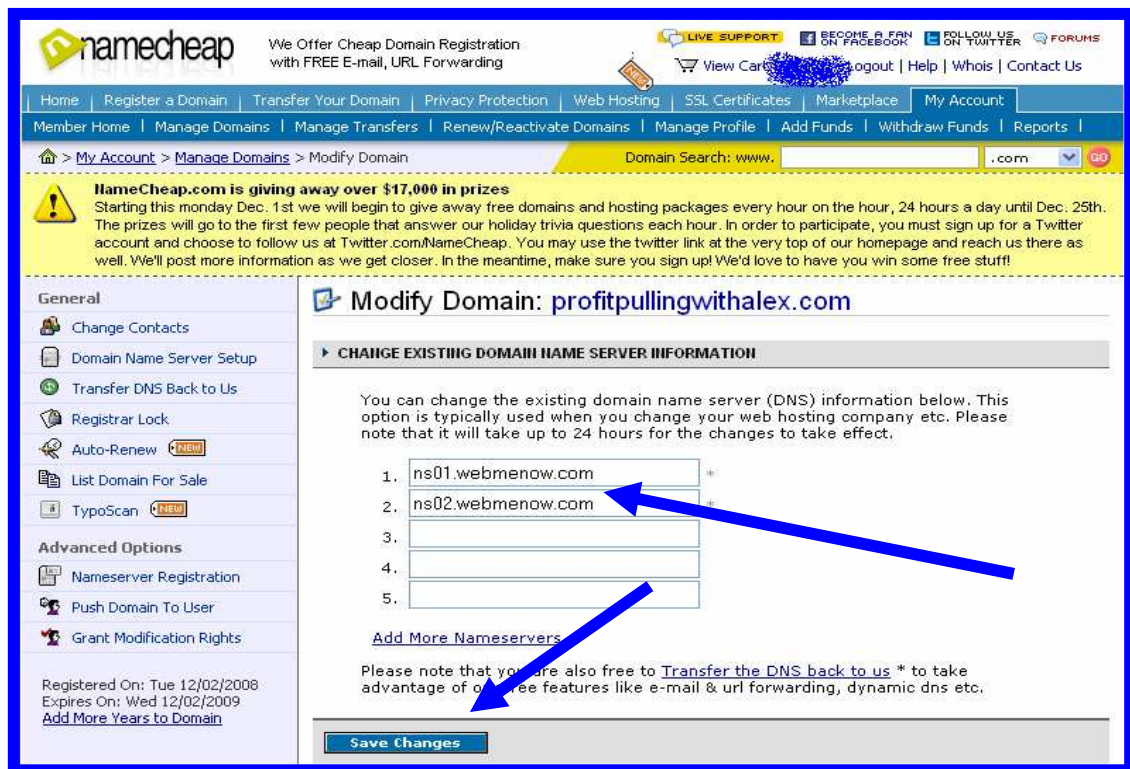 namecheap
We Offer Cheap Domain Registration
with FREE E-mail, URL Forwarding
LIVE SUPPORT
BECOME A FAN ON FACEBOOK
FOLLOW US ON TWITTER
FORUMS
NEW
View Cart
Logout | Help | Whois | Contact Us
Home | Register a Domain | Transfer Your Domain | Privacy Protection | Web Hosting | SSL Certificates | Marketplace | My Account
Member Home | Manage Domains | Manage Transfers | Renew/Reactivate Domains | Manage Profile | Add Funds | Withdraw Funds | Reports |
> My Account > Manage Domains > Modify Domain
Domain Search: www.
.com
GO
NameCheap.com is giving away over $17,000 in prizes
Starting this monday Dec. 1st we will begin to give away free domains and hosting packages every hour on the hour, 24 hours a day until Dec. 25th.
The prizes will go to the first few people that answer our holiday trivia questions each hour. In order to participate, you must sign up for a Twitter
account and choose to follow us at Twitter.com/NameCheap. You may use the twitter link at the very top of our homepage and reach us there as
well. We'll post more information as we get closer. In the meantime, make sure you sign up! We'd love to have you win some free stuff!
General
Change Contacts
Domain Name Server Setup
Transfer DNS Back to Us
Registrar Lock
Auto-Renew NEW
List Domain For Sale
TypoScan NEW
Advanced Options
Nameserver Registration
Push Domain To User
Grant Modification Rights
Registered On: Tue 12/02/2008
Expires On: Wed 12/02/2009
Add More Years to Domain
Modify Domain: profitpullingwithalex.com
CHANGE EXISTING DOMAIN NAME SERVER INFORMATION
You can change the existing domain name server (DNS) information below. This
option is typically used when you change your web hosting company etc. Please
note that it will take up to 24 hours for the changes to take effect.
1. ns01.webmenow.com *
2. ns02.webmenow.com *
3.
4.
5.
Add More Nameservers
Please note that you are also free to Transfer the DNS back to us * to take
advantage of our free features like e-mail & url forwarding, dynamic dns etc.
Save Changes